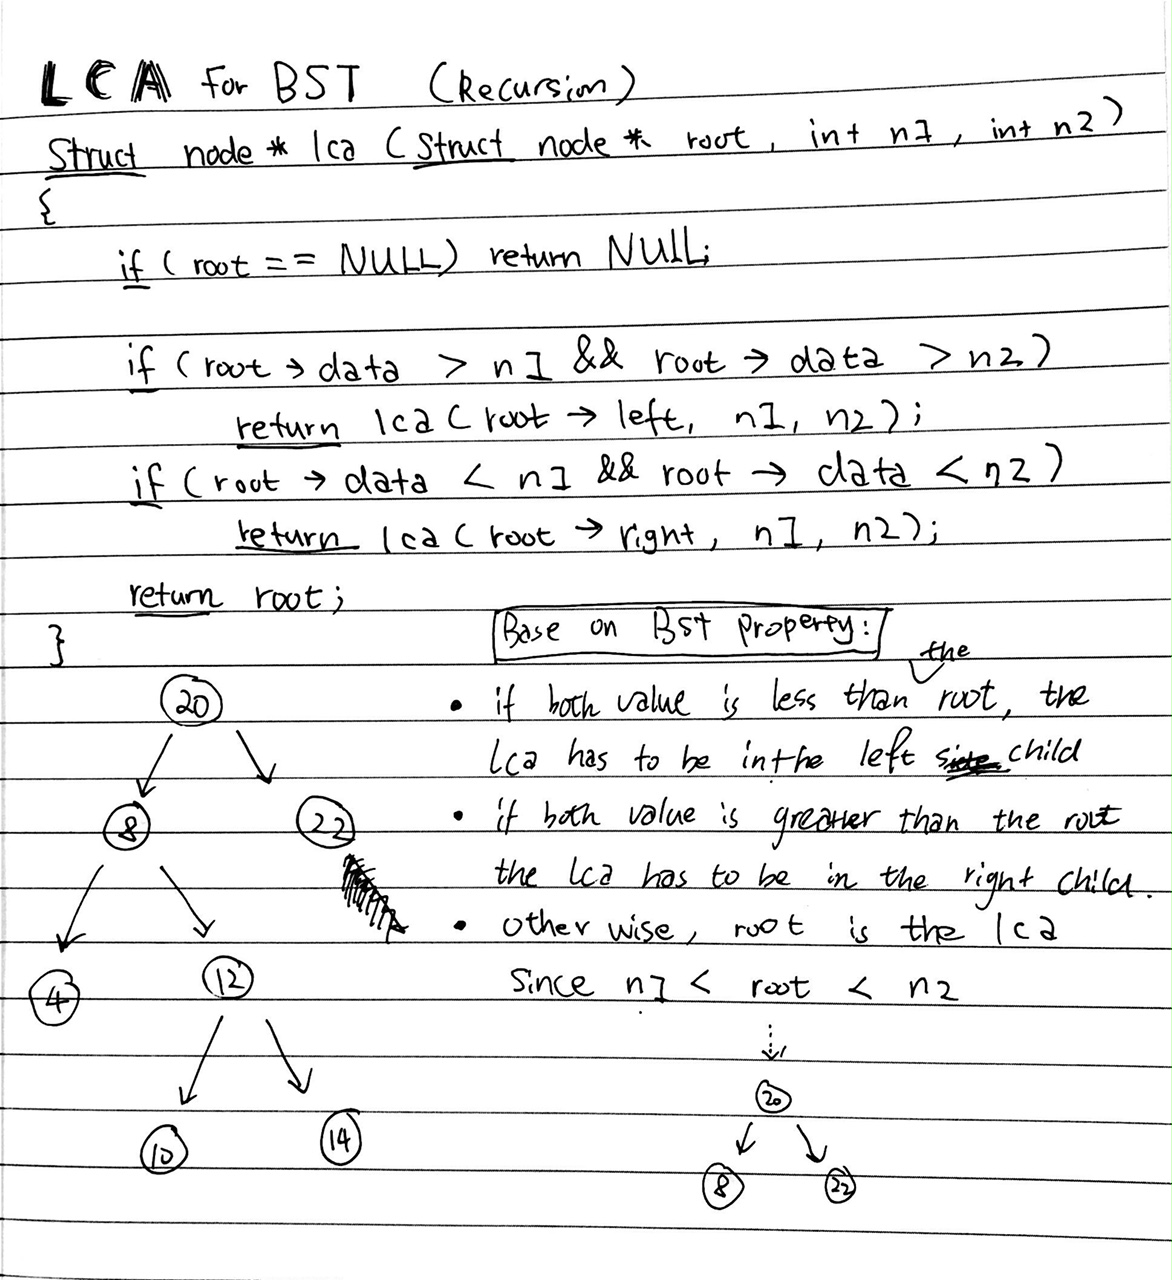 LCA For BST (Recursion)
Struct node * lca (Struct node * root, int n1, int n2)
{
if (root == NULL) return NULL;
if (root → data > n1 && root → data > n2)
return lca (root → left, n1, n2);
if (root → data < n1 && root → data < n2)
return lca (root → right, n1, n2);
return root;
}
Base on BST property:
• if both value is less than the root, the
lca has to be in the left child
• if both value is greater than the root
the lca has to be in the right child.
• other wise, root is the lca
Since n1 < root < n2
20
8 22
4 12
10 14
20
8 22